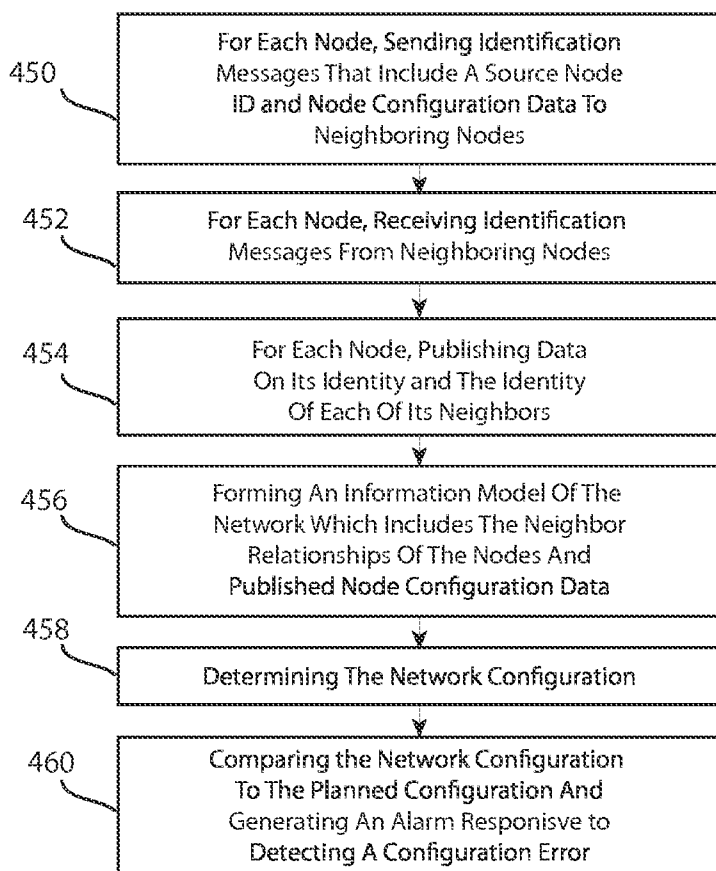 450
For Each Node, Sending Identification
Messages That Include A Source Node
ID and Node Configuration Data To
Neighboring Nodes
452
For Each Node, Receiving Identification
Messages From Neighboring Nodes
454
For Each Node, Publishing Data
On Its Identity and The Identity
Of Each Of Its Neighbors
456
Forming An Information Model Of The
Network Which Includes The Neighbor
Relationships Of The Nodes And
Published Node Configuration Data
458
Determining The Network Configuration
460
Comparing the Network Configuration
To The Planned Configuration And
Generating An Alarm Responisve to
Detecting A Configuration Error